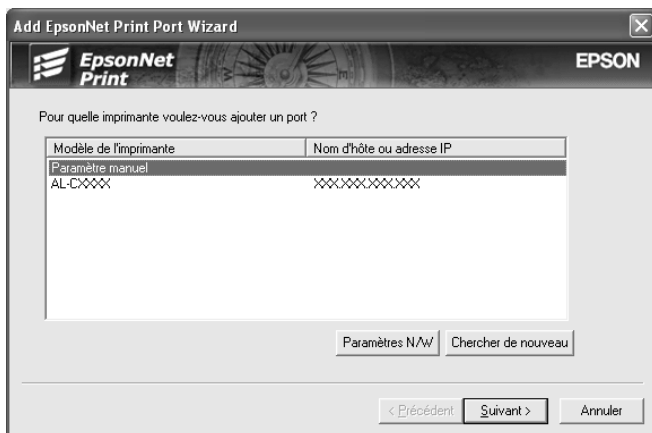 Add EpsonNet Print Port Wizard
EpsonNet
Print
EPSON
Pour quelle imprimante voulez-vous ajouter un port ?
Modèle de l'imprimante Nom d'hôte ou adresse IP
Paramètre manuel
AL-CXXXX XXX.XXX.XXX.XXX
Paramètres N/W Chercher de nouveau
< Précédent Suivant > Annuler